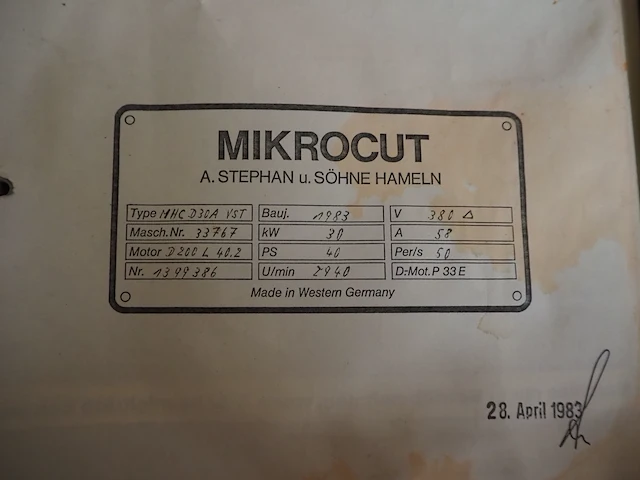 MIKROCUT
A. STEPHAN u. SÖHNE HAMELN
Type MHC D30A VST Bauj. 1983 V 380 Δ
Masch.Nr. 33767 kW 30 A 58
Motor D200 L 40.2 PS 40 Per/s 50
Nr. 1399386 U/min 2940 D.-Mot. P 33 E
Made in Western Germany
28. April 1983